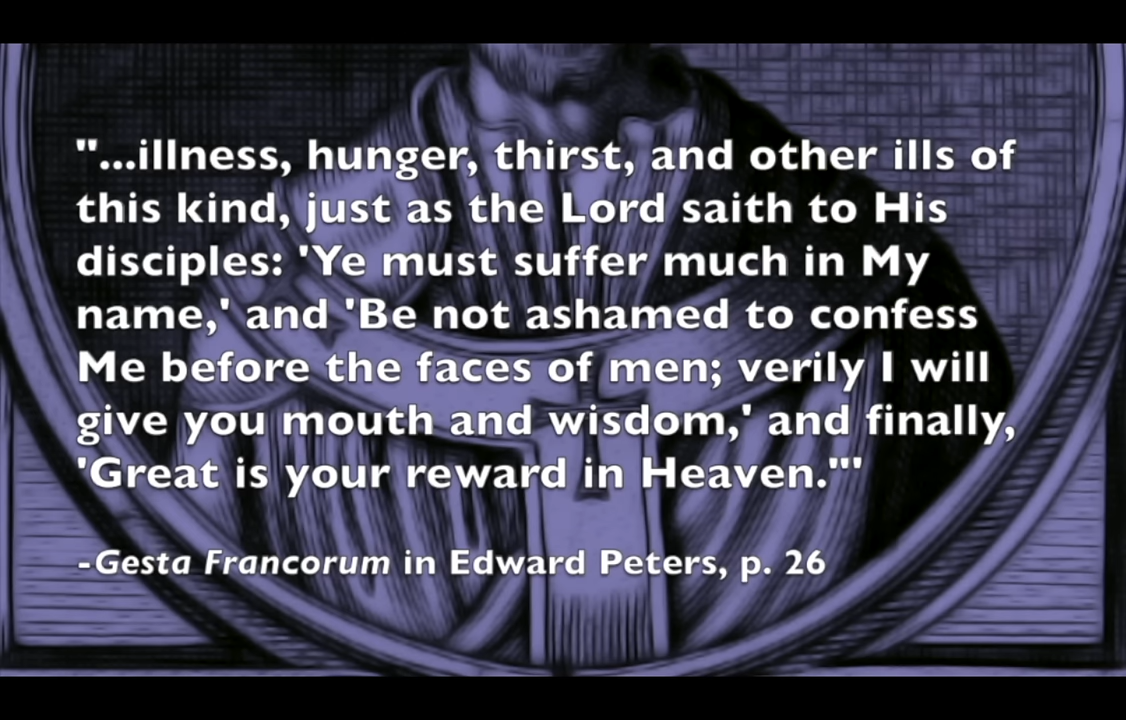 "...illness, hunger, thirst, and other ills of
this kind, just as the Lord saith to His
disciples: 'Ye must suffer much in My
name,' and 'Be not ashamed to confess
Me before the faces of men; verily I will
give you mouth and wisdom,' and finally,
'Great is your reward in Heaven."'
-Gesta Francorum in Edward Peters, p. 26